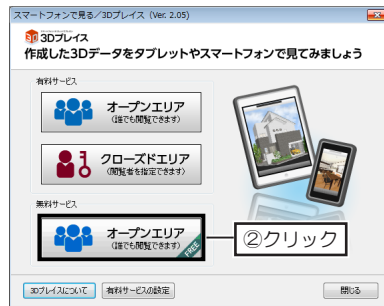 スマートフォンで見る/3Dプレイス (Ver. 2.05)
3D 3Dプレイス
作成した3Dデータをタブレットやスマートフォンで見てみましょう
有料サービス
オープンエリア
(誰でも閲覧できます)
クローズドエリア
(閲覧者を指定できます)
無料サービス
オープンエリア
(誰でも閲覧できます)
FREE
②クリック
3Dプレイスについて
有料サービスの設定
閉じる